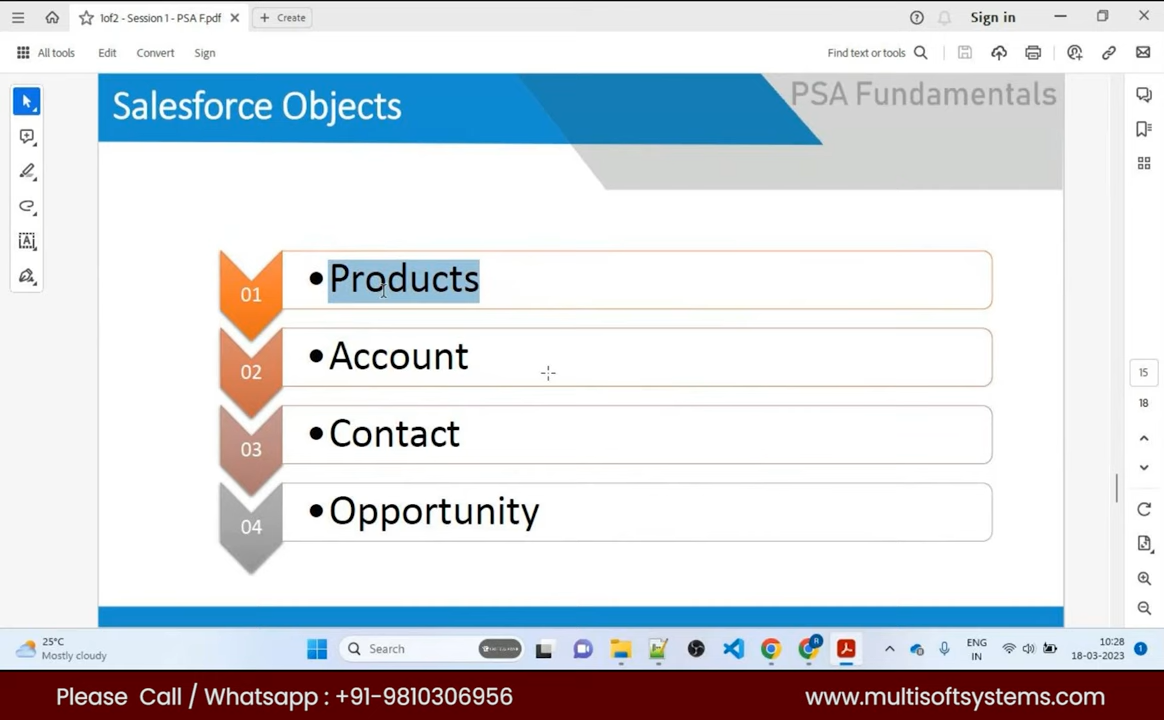 1of2 - Session 1 - PSA F.pdf
Create
Sign in
All tools
Edit
Convert
Sign
Find text or tools
Salesforce Objects
PSA Fundamentals
01
• Products
02
• Account
03
• Contact
04
• Opportunity
15
18
25°C
Mostly cloudy
Search
ENG
IN
10:28
18-03-2023
1
Please Call / Whatsapp : +91-9810306956
www.multisoftsystems.com